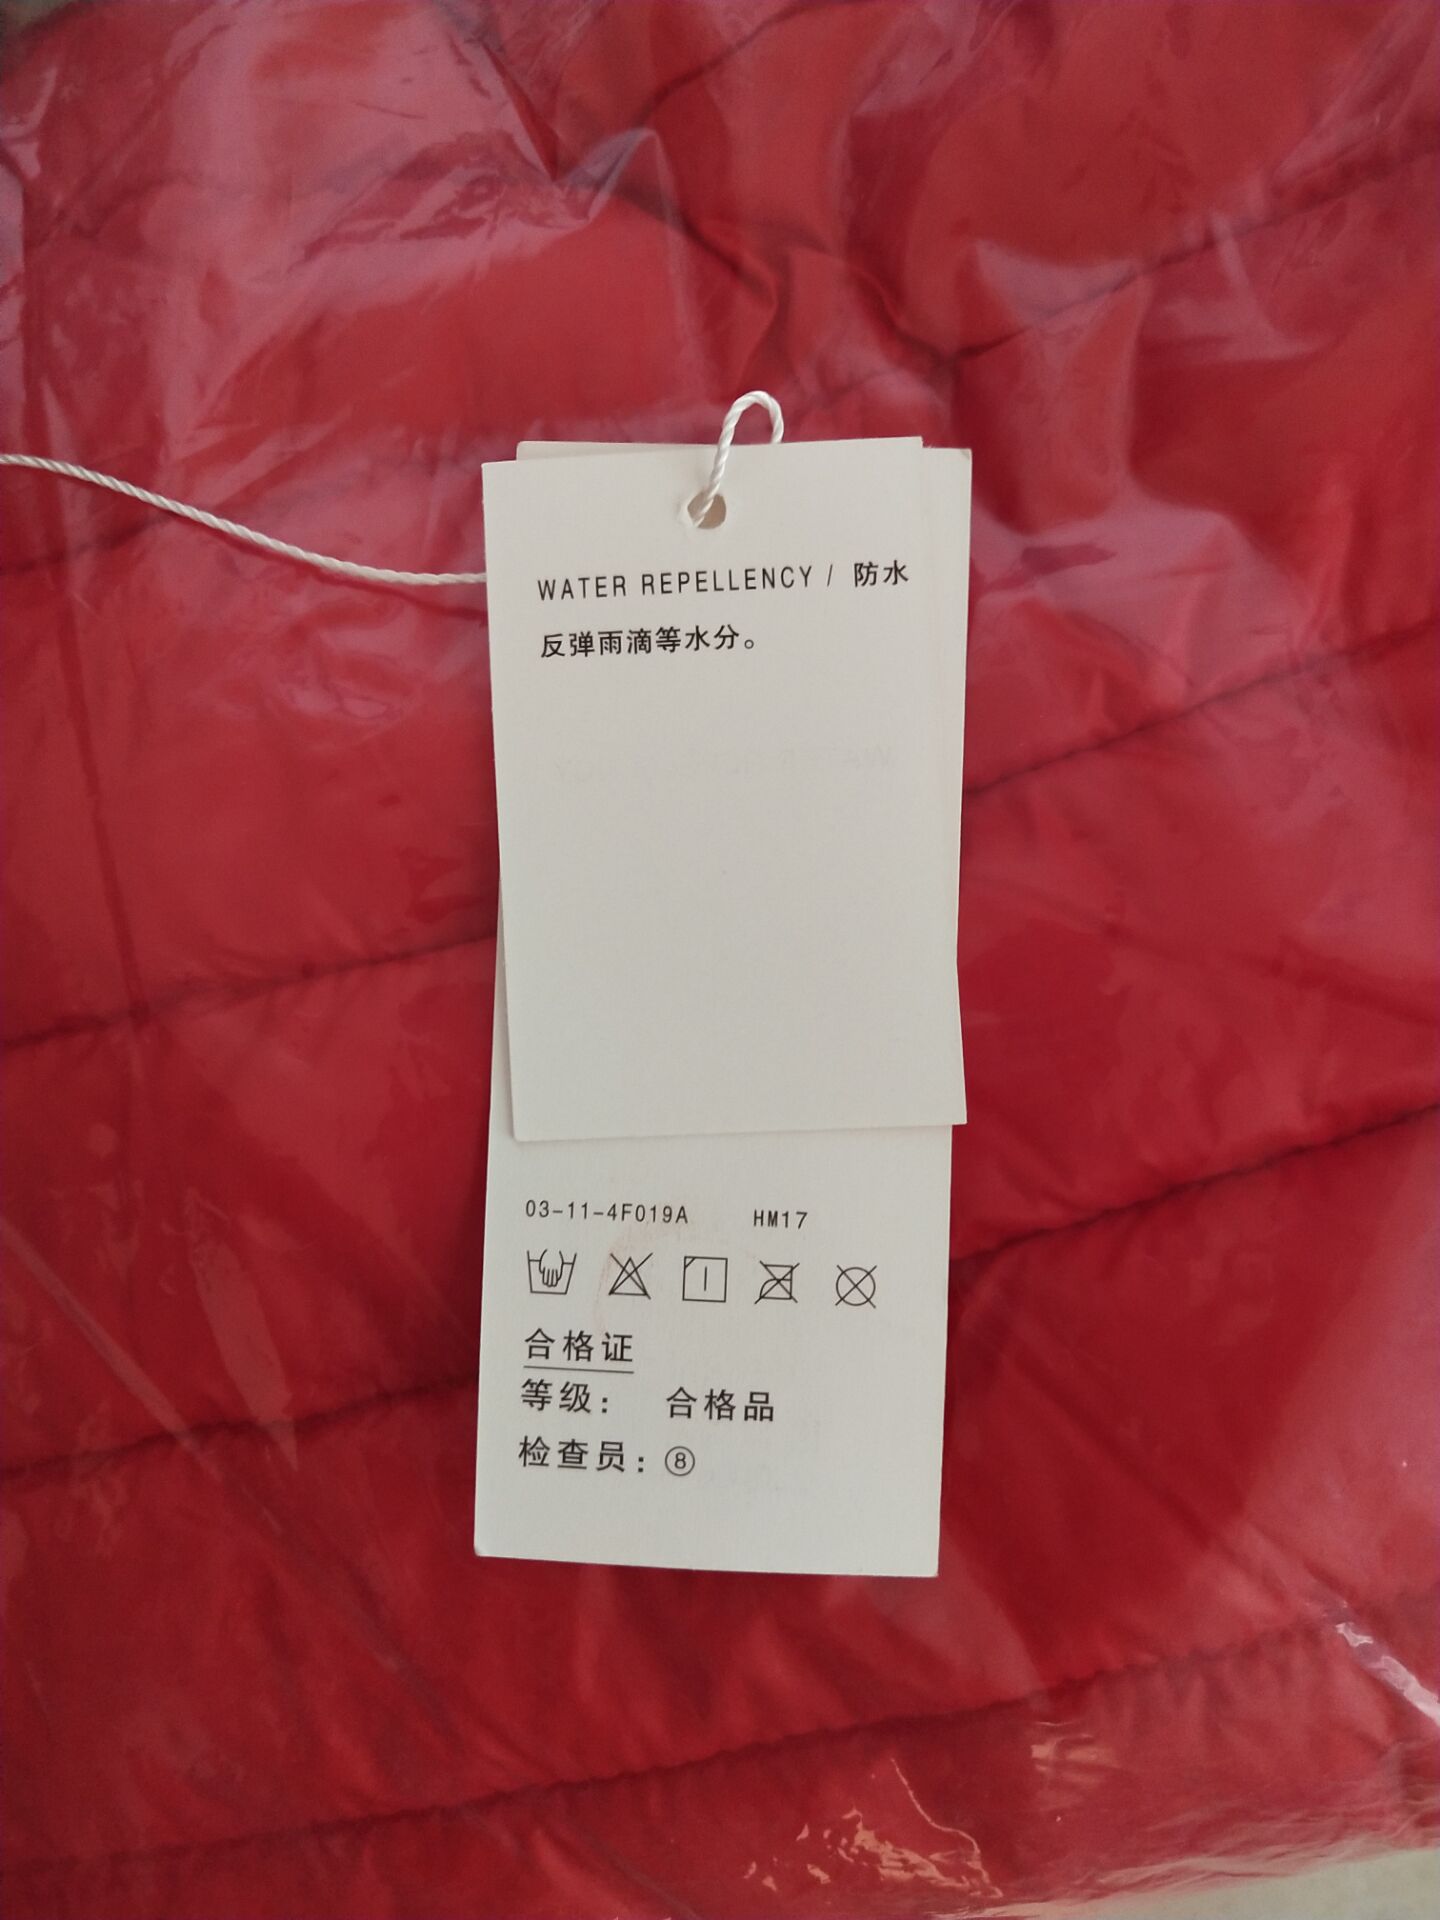 WATER REPELLENCY / 防水
反弹雨滴等水分。
03-11-4F019A HM17
合格证
等级: 合格品
检查员: ⑧